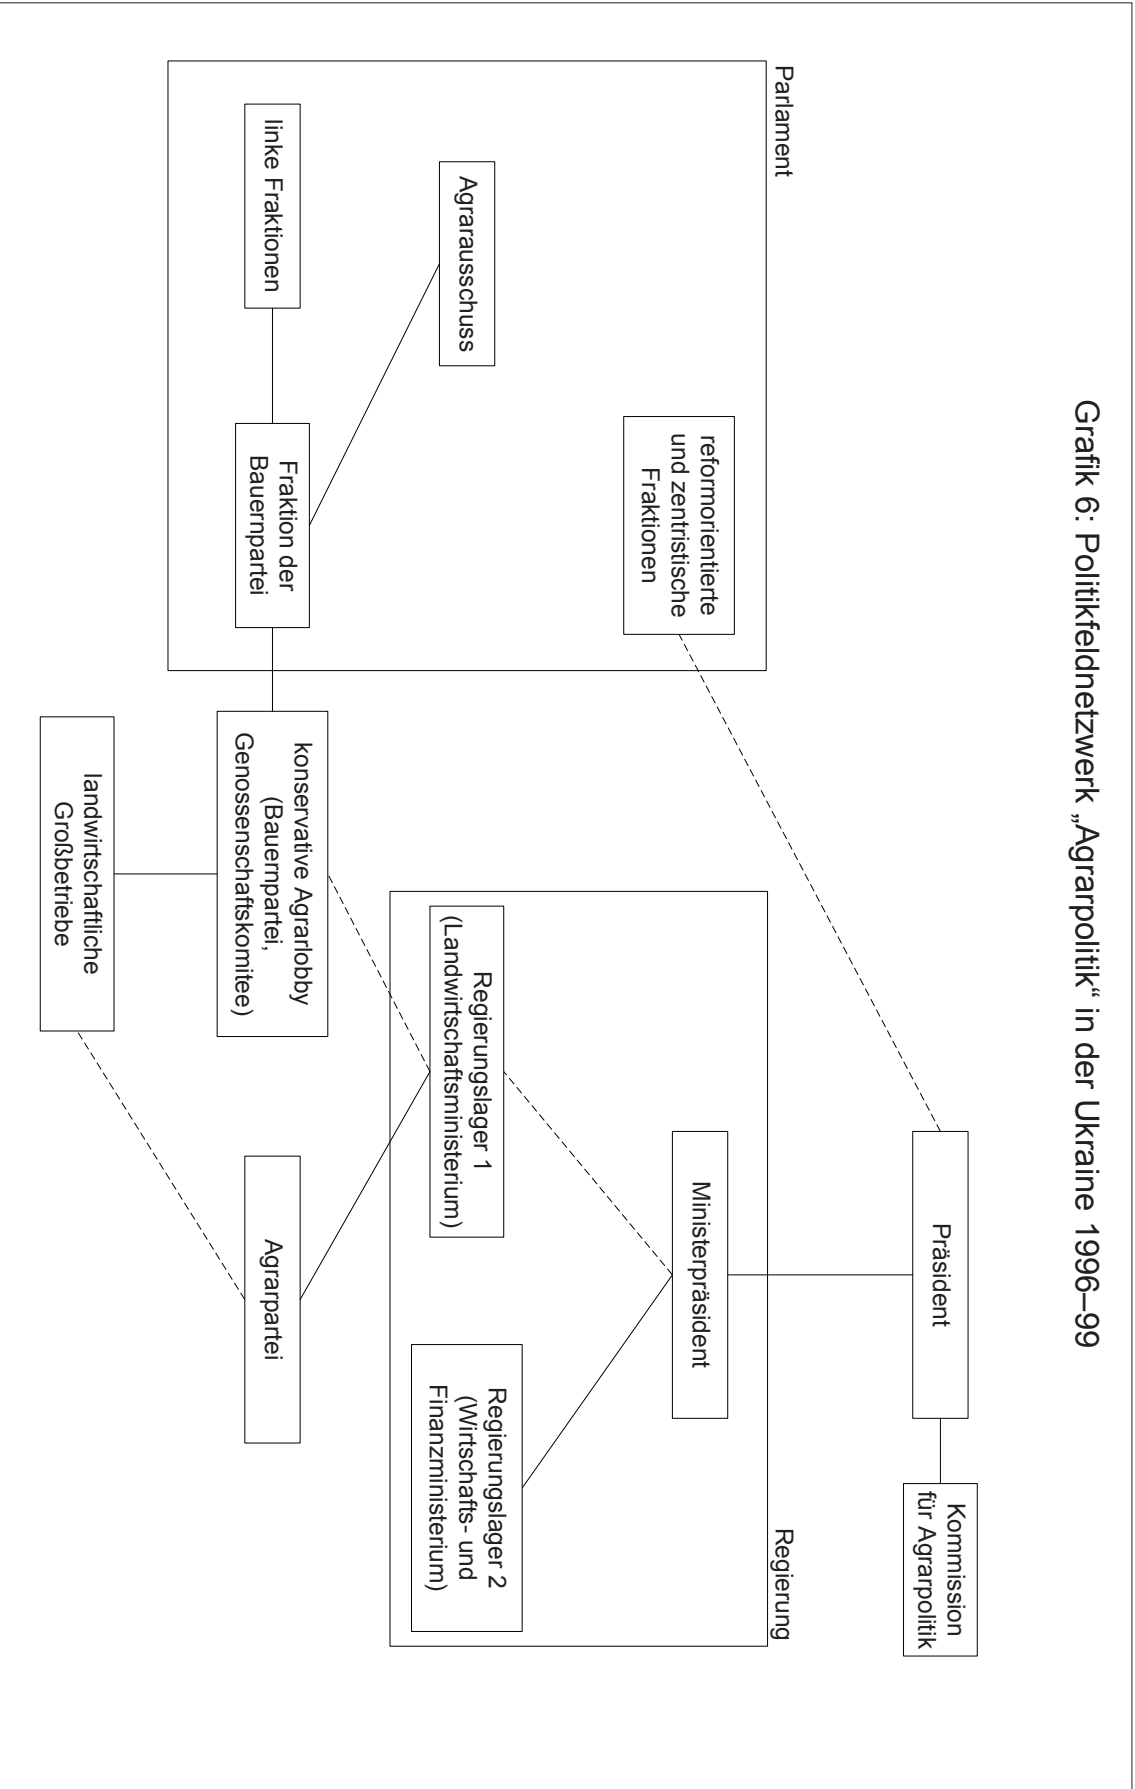 Grafik 6: Politikfeldnetzwerk „Agrarpolitik“ in der Ukraine 1996–99
Präsident
Kommission
für Agrarpolitik
Parlament
Regierung
reformorientierte
und zentristische
Fraktionen
Ministerpräsident
Agrarausschuss
Regierungslager 1
(Landwirtschaftsministerium)
Regierungslager 2
(Wirtschafts- und
Finanzministerium)
linke Fraktionen
Fraktion der
Bauernpartei
konservative Agrarlobby
(Bauernpartei,
Genossenschaftskomitee)
Agrarpartei
landwirtschaftliche
Großbetriebe